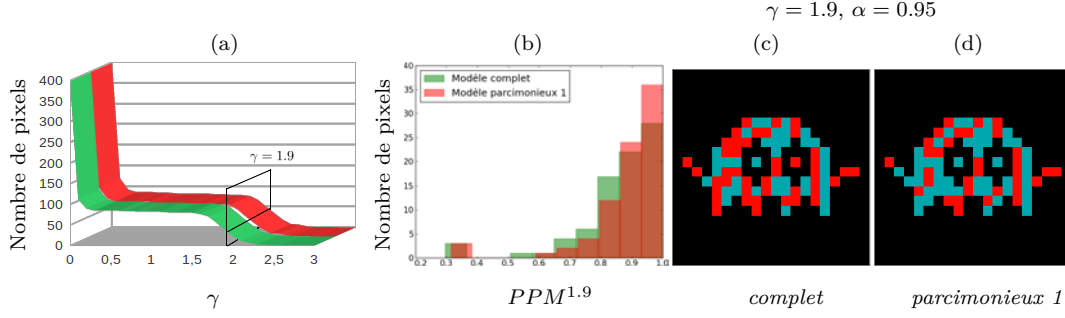 γ = 1.9, α = 0.95
(a)
(b)
(c)
(d)
Nombre de pixels
400
350
300
250
200
150
100
50
0
0
0,5
1
1,5
2
2,5
3
γ = 1.9
γ
Nombre de pixels
40
35
30
25
20
15
10
5
0
0.2
0.3
0.4
0.5
0.6
0.7
0.8
0.9
1.0
Modèle complet
Modèle parcimonieux 1
PPM^1.9
complet
parcimonieux 1